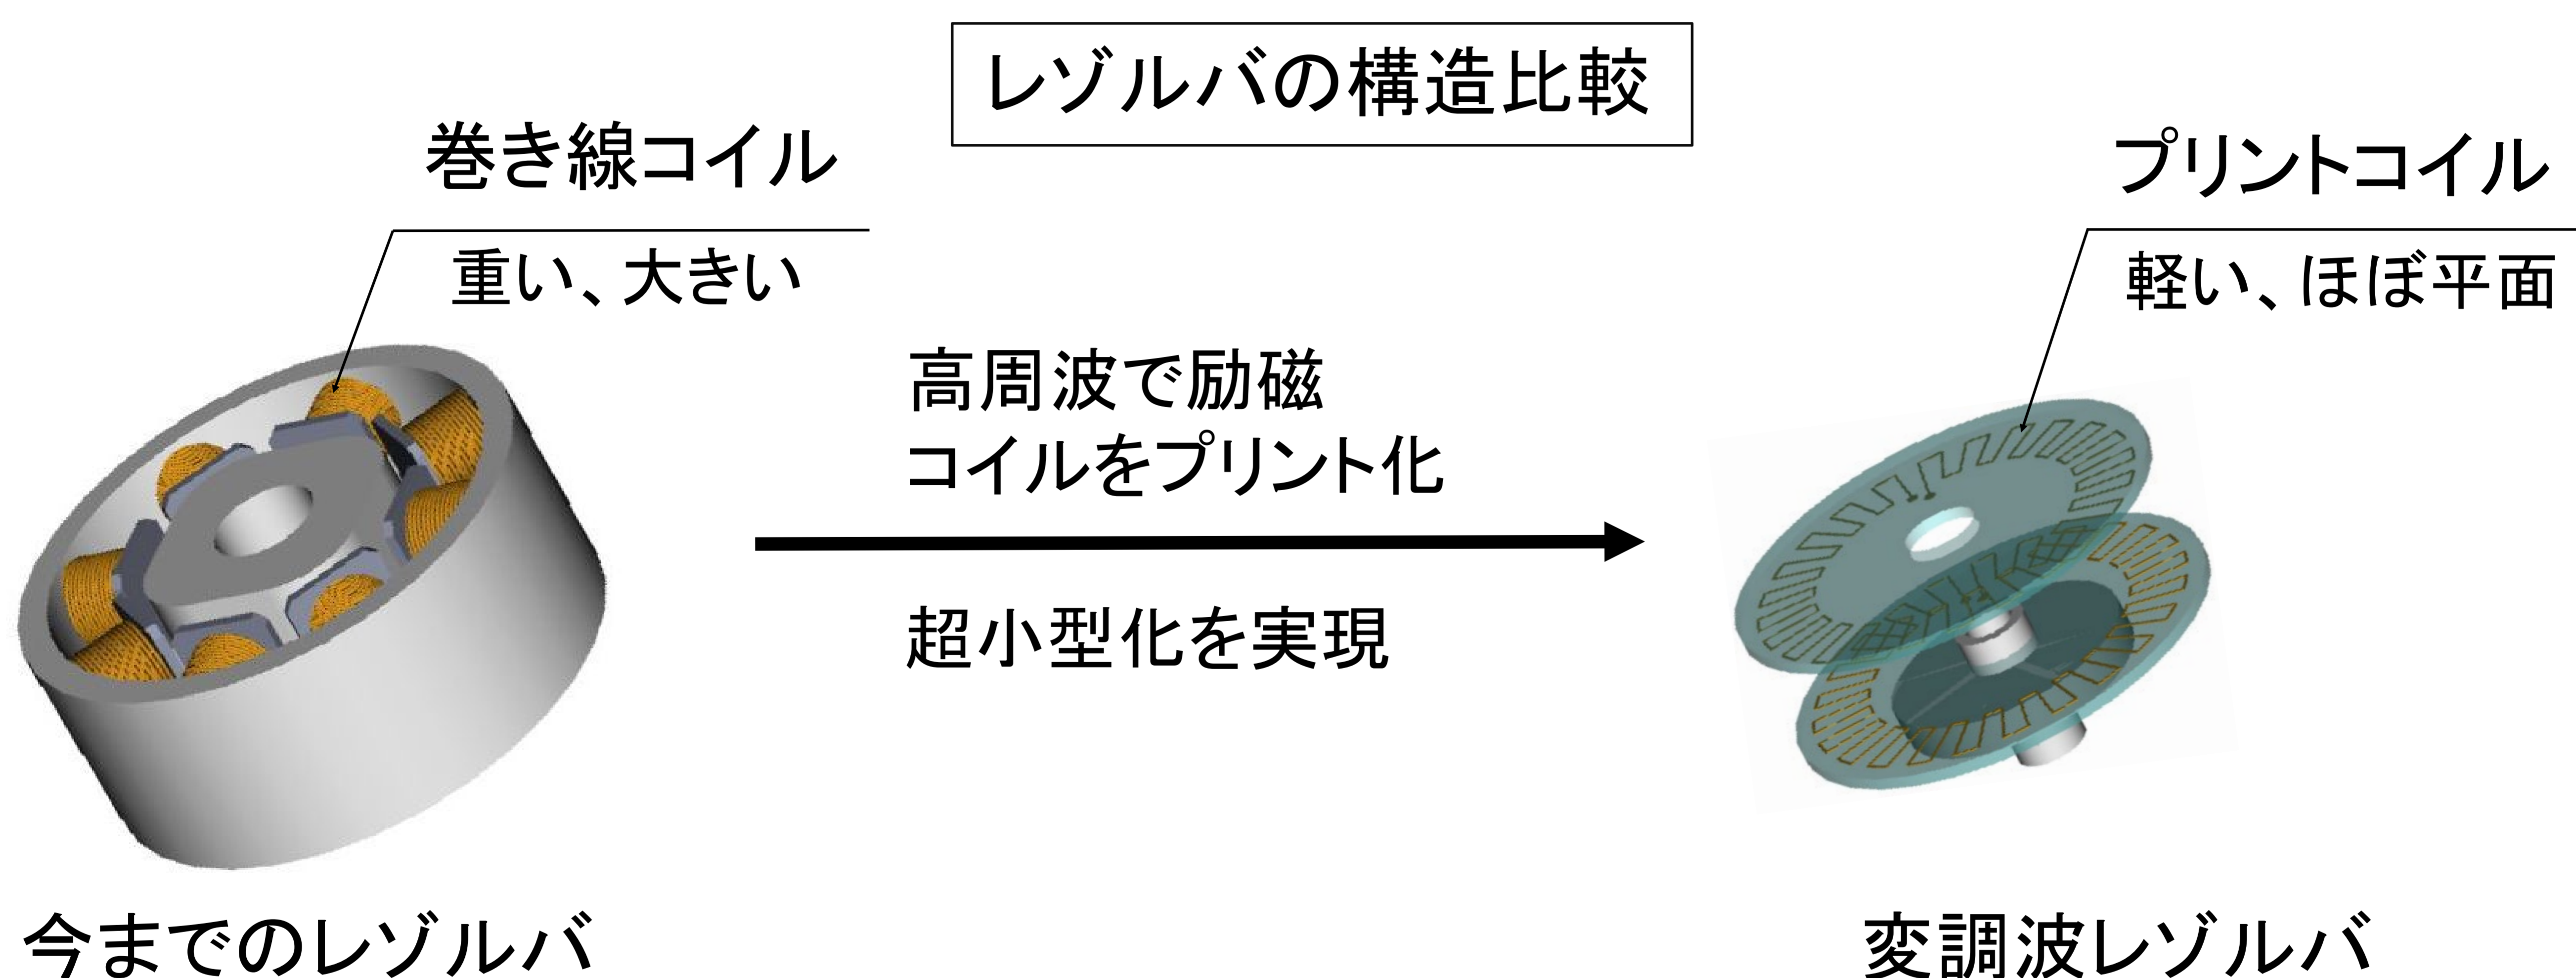 レゾルバの構造比較
巻き線コイル
重い、大きい
プリントコイル
軽い、ほぼ平面
高周波で励磁
コイルをプリント化
超小型化を実現
今までのレゾルバ
変調波レゾルバ